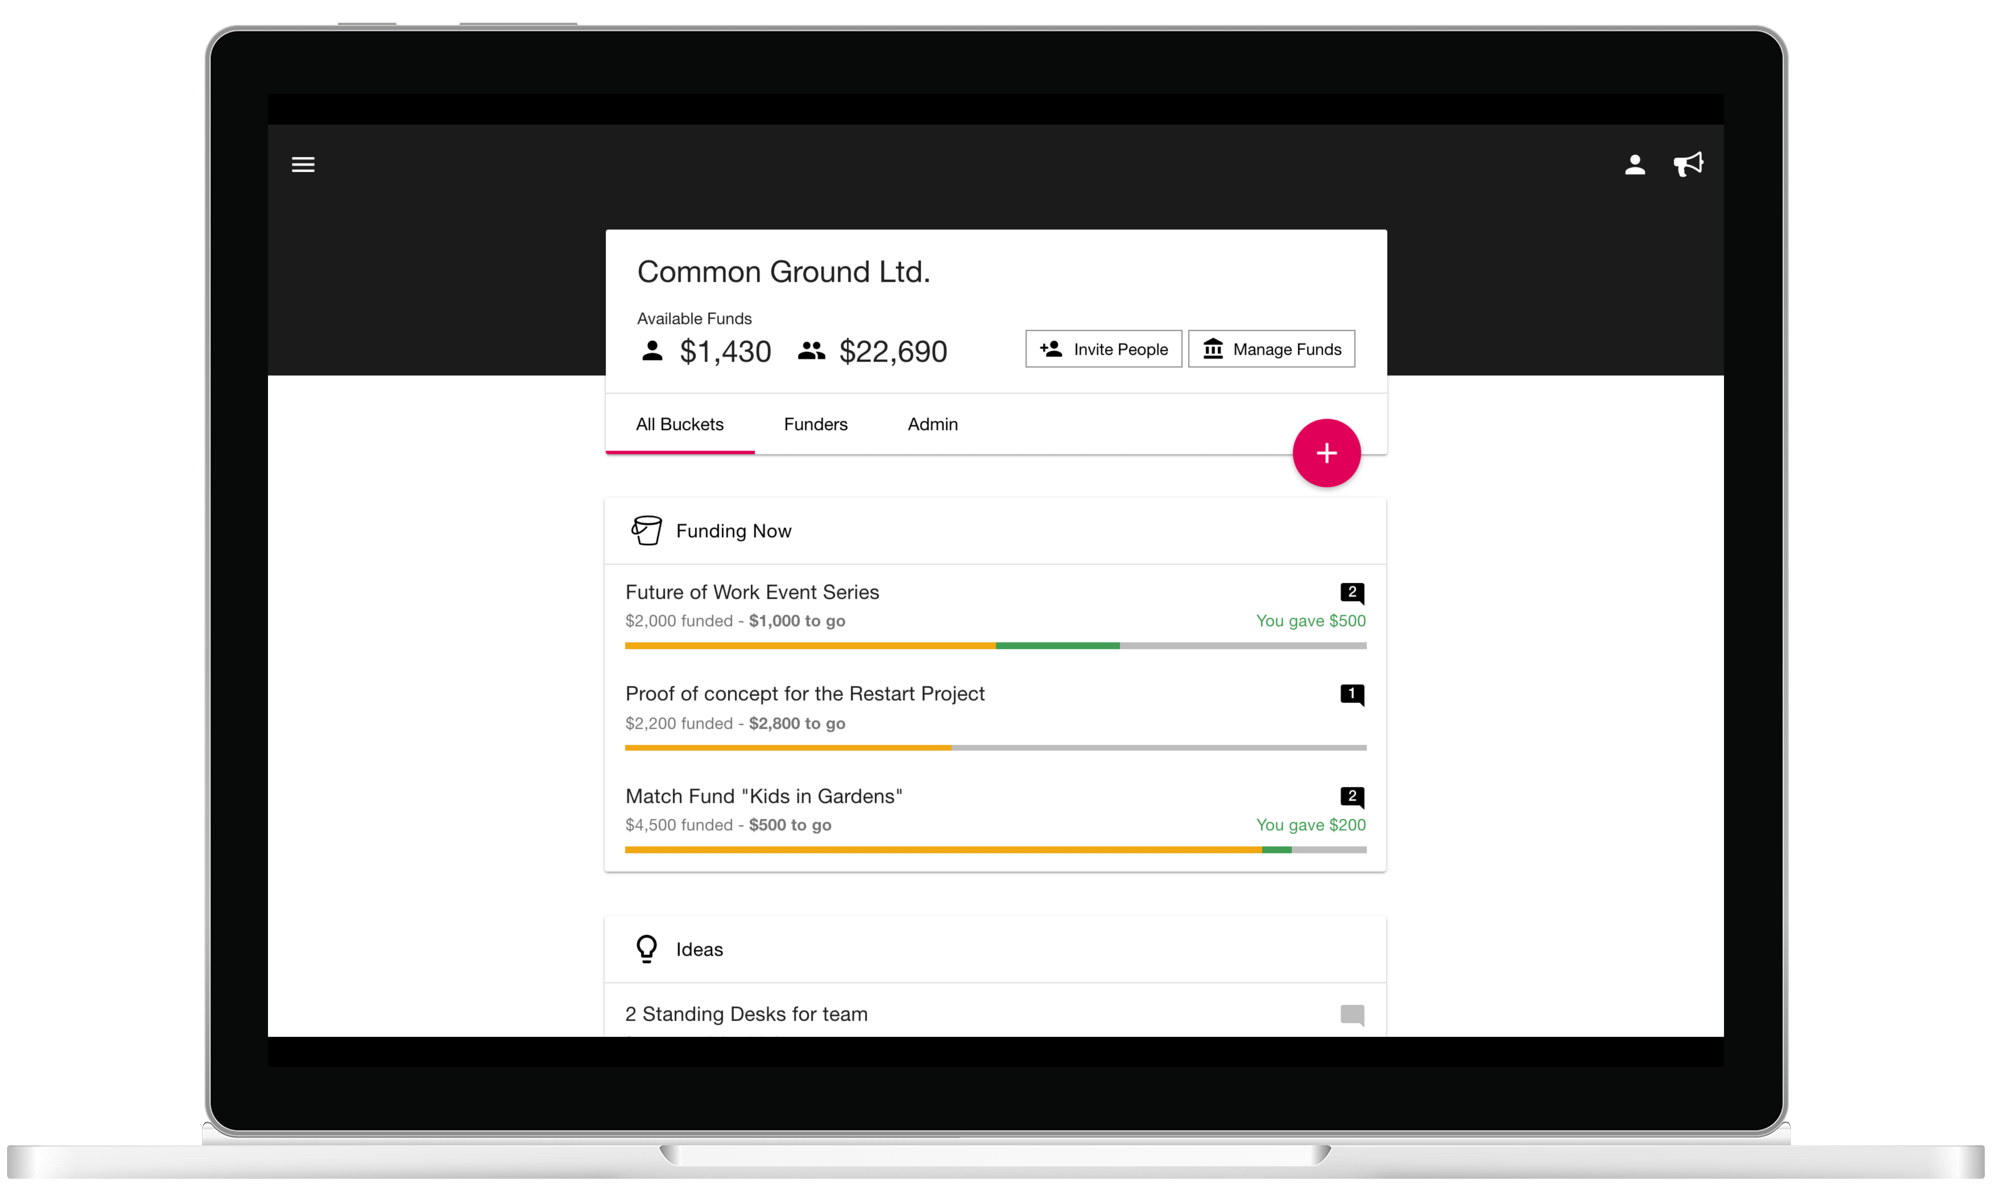 Common Ground Ltd.
Available Funds
$1,430 $22,690
Invite People
Manage Funds
All Buckets Funders Admin
+
Funding Now
Future of Work Event Series 2
$2,000 funded - $1,000 to go You gave $500
Proof of concept for the Restart Project 1
$2,200 funded - $2,800 to go
Match Fund "Kids in Gardens" 2
$4,500 funded - $500 to go You gave $200
Ideas
2 Standing Desks for team